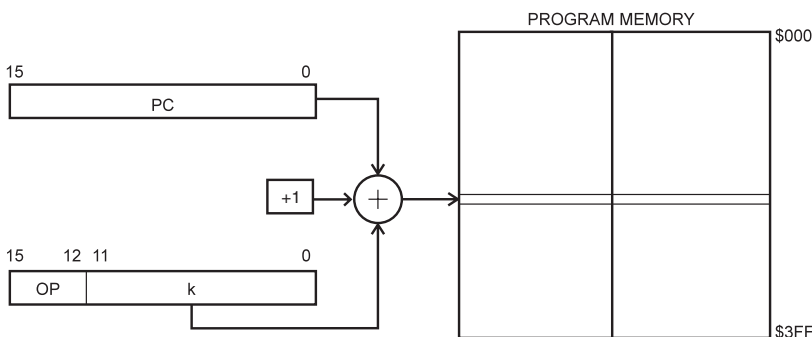 PROGRAM MEMORY
$000
15 0
PC
+1
+
15 12 11 0
OP k
$3FF